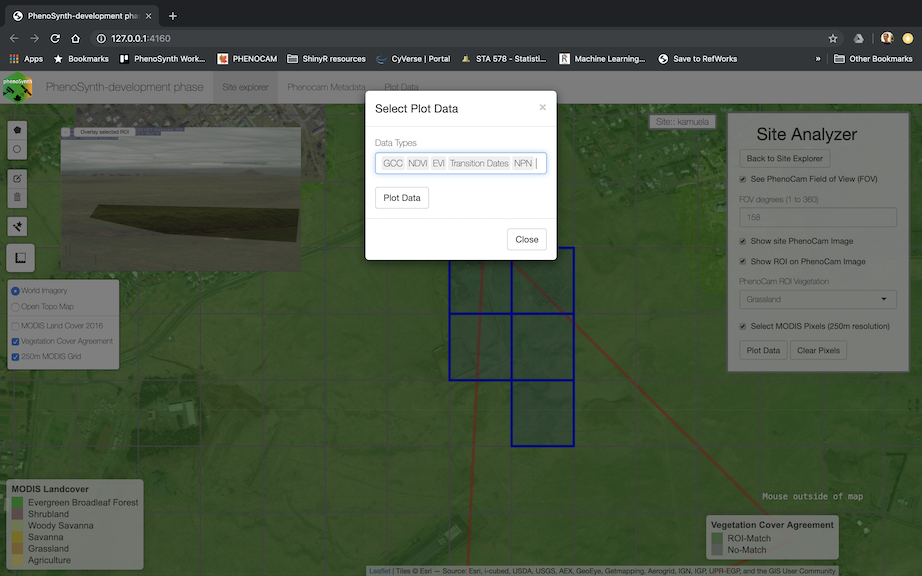 PhenoSynth-development pha
127.0.0.1:4160
Apps
Bookmarks
PhenoSynth Work...
PHENOCAM
ShinyR resources
CyVerse | Portal
STA 578 - Statisti...
Machine Learning...
Save to RefWorks
»
Other Bookmarks
phenoSynth
PhenoSynth-development phase
Site explorer
Phenocam Metadata
Plot Data
Overlay selected ROI
Select Plot Data
×
Data Types
GCC NDVI EVI Transition Dates NPN
Plot Data
Close
Site:: kamuela
Site Analyzer
Back to Site Explorer
See PhenoCam Field of View (FOV)
FOV degrees (1 to 360)
158
Show site PhenoCam Image
Show ROI on PhenoCam Image
PhenoCam ROI Vegetation
Grassland
Select MODIS Pixels (250m resolution)
Plot Data
Clear Pixels
World Imagery
Open Topo Map
MODIS Land Cover 2016
Vegetation Cover Agreement
250m MODIS Grid
MODIS Landcover
Evergreen Broadleaf Forest
Shrubland
Woody Savanna
Savanna
Grassland
Agriculture
Mouse outside of map
Vegetation Cover Agreement
ROI-Match
No-Match
Leaflet | Tiles © Esri — Source: Esri, i-cubed, USDA, USGS, AEX, GeoEye, Getmapping, Aerogrid, IGN, IGP, UPR-EGP, and the GIS User Community